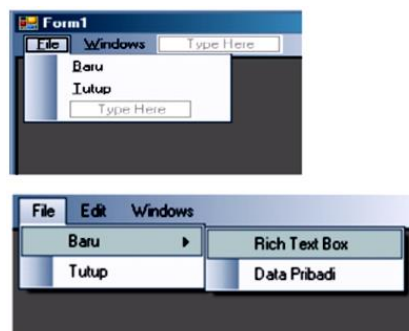 Form1
File Windows Type Here
Baru
Tutup
Type Here
File Edit Windows
Baru Rich Text Box
Tutup Data Pribadi